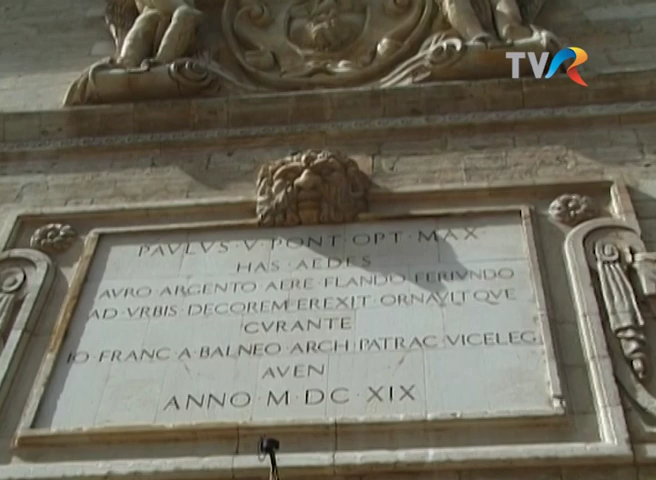 TVR
PAVLVS · V · PONT · OPT · MAX ·
HAS · AEDES
AVRO ARGENTO AERE FLANDO FERIVNDO
AD · VRBIS DECOREM EREXIT ORNAVITQVE
CVRANTE
IO FRANC · A · BALNEO · ARCH · PATRAC VICELEG
AVEN
ANNO · M · DC · XIX